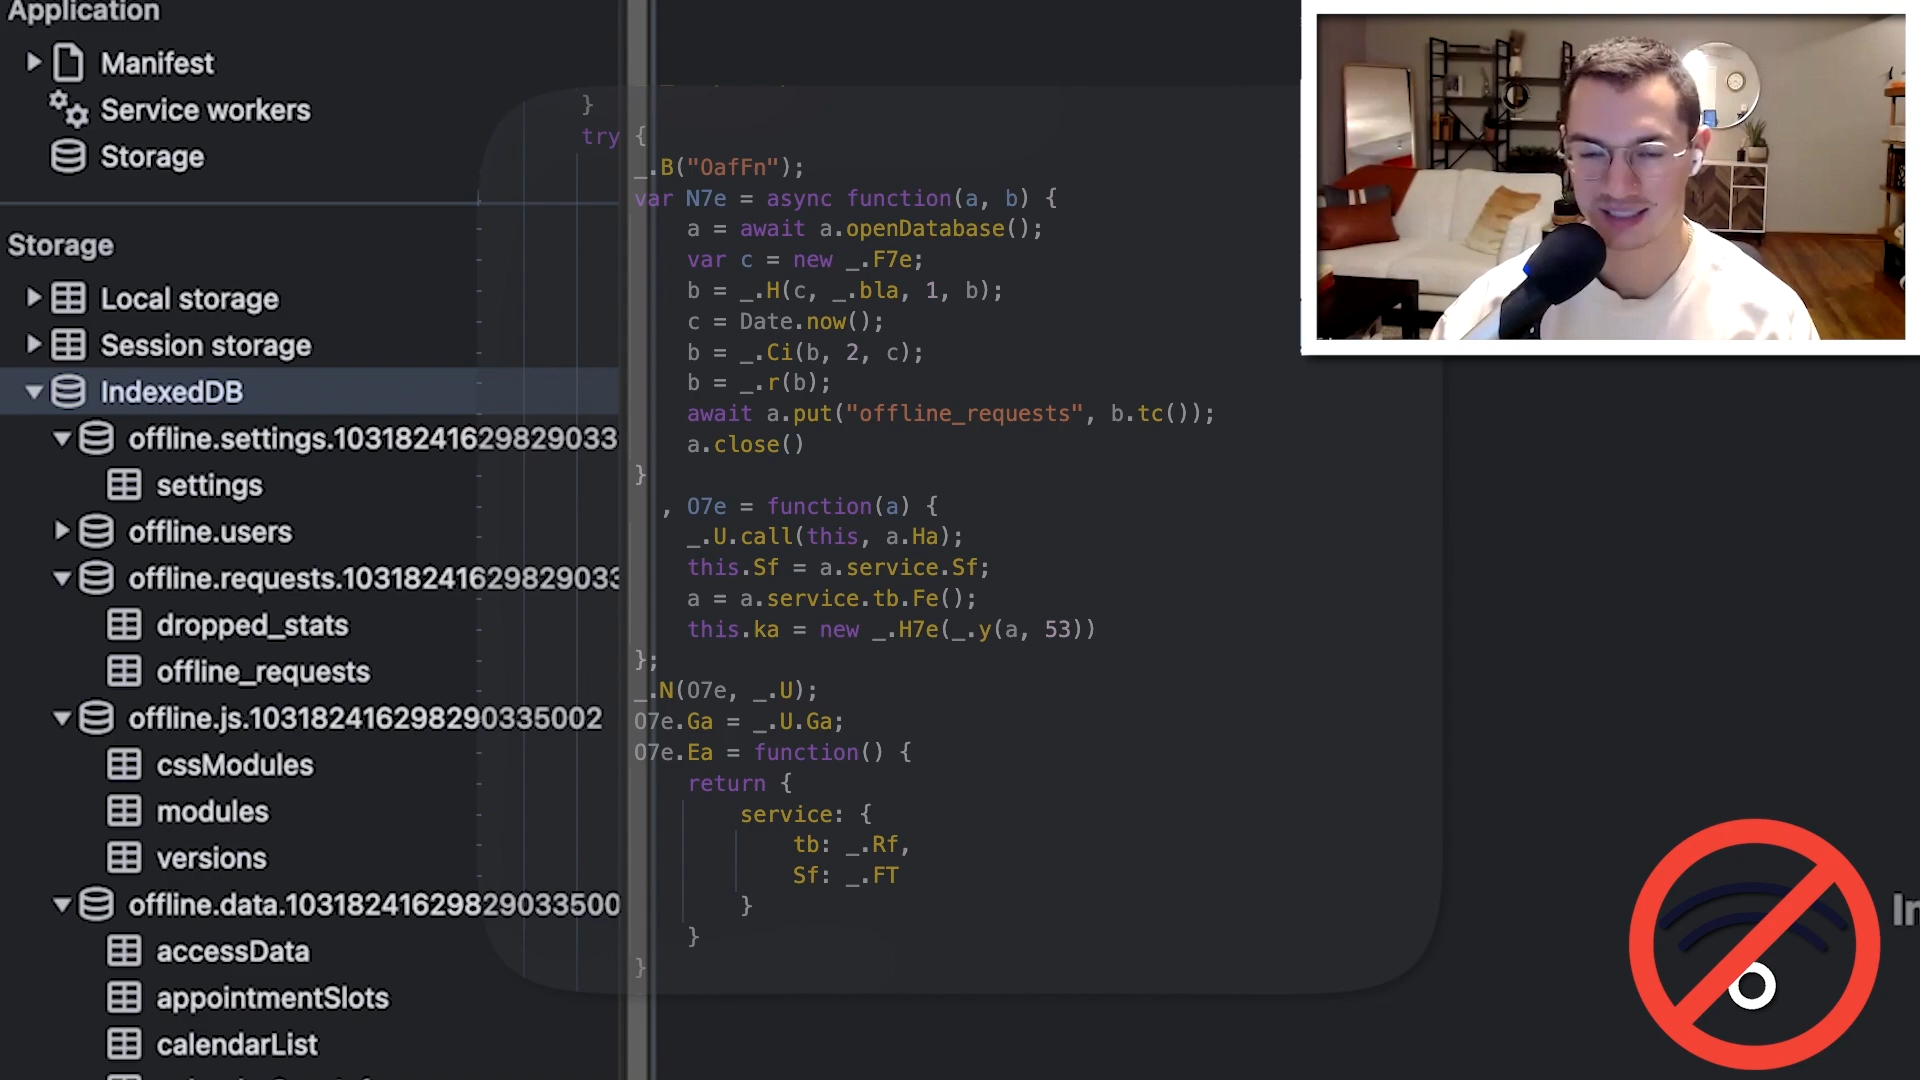 Application
Manifest
Service workers
Storage
Storage
Local storage
Session storage
IndexedDB
offline.settings.10318241629829033
settings
offline.users
offline.requests.10318241629829033
dropped_stats
offline_requests
offline.js.103182416298290335002
cssModules
modules
versions
offline.data.10318241629829033500
accessData
appointmentSlots
calendarList
}
try {
_.B("OafFn");
var N7e = async function(a, b) {
a = await a.openDatabase();
var c = new _.F7e;
b = _.H(c, _.bla, 1, b);
c = Date.now();
b = _.Ci(b, 2, c);
b = _.r(b);
await a.put("offline_requests", b.tc());
a.close()
}
, O7e = function(a) {
_.U.call(this, a.Ha);
this.Sf = a.service.Sf;
a = a.service.tb.Fe();
this.ka = new _.H7e(_.y(a, 53))
};
_.N(O7e, _.U);
O7e.Ga = _.U.Ga;
O7e.Ea = function() {
return {
service: {
tb: _.Rf,
Sf: _.FT
}
}
}
In